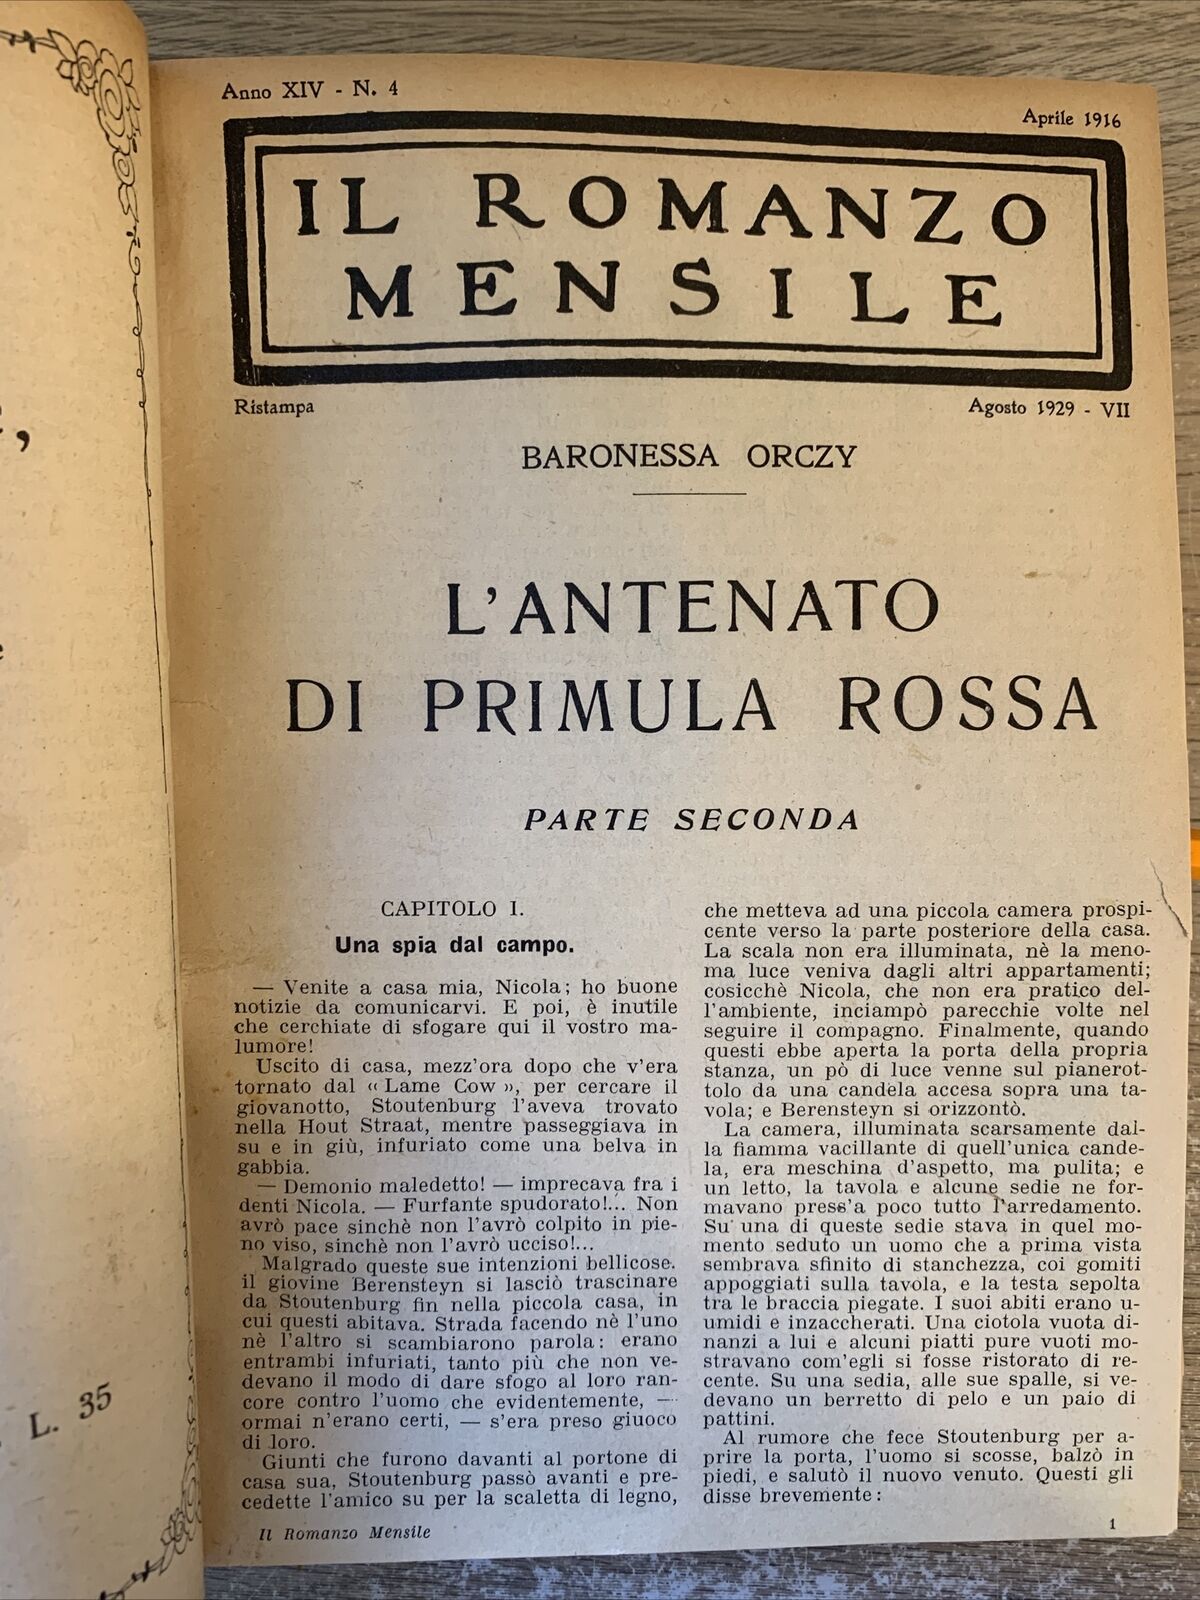 L. 35
Anno XIV - N. 4
Aprile 1916
IL ROMANZO
MENSILE
Ristampa
Agosto 1929 - VII
BARONESSA ORCZY
L'ANTENATO
DI PRIMULA ROSSA
PARTE SECONDA
CAPITOLO I.
Una spia dal campo.
— Venite a casa mia, Nicola; ho buone
notizie da comunicarvi. E poi, è inutile
che cerchiate di sfogare qui il vostro ma-
lumore!
Uscito di casa, mezz'ora dopo che v'era
tornato dal « Lame Cow », per cercare il
giovanotto, Stoutenburg l'aveva trovato
nella Hout Straat, mentre passeggiava in
su e in giù, infuriato come una belva in
gabbia.
— Demonio maledetto! — imprecava fra i
denti Nicola. — Furfante spudorato!... Non
avrò pace sinchè non l'avrò colpito in pie-
no viso, sinchè non l'avrò ucciso!...
Malgrado queste sue intenzioni bellicose.
il giovine Berensteyn si lasciò trascinare
da Stoutenburg fin nella piccola casa, in
cui questi abitava. Strada facendo nè l'uno
nè l'altro si scambiarono parola: erano
entrambi infuriati, tanto più che non ve-
devano il modo di dare sfogo al loro ran-
core contro l'uomo che evidentemente, —
ormai n'erano certi, — s'era preso giuoco
di loro.
Giunti che furono davanti al portone di
casa sua, Stoutenburg passò avanti e pre-
cedette l'amico su per la scaletta di legno,
che metteva ad una piccola camera prospi-
cente verso la parte posteriore della casa.
La scala non era illuminata, nè la meno-
ma luce veniva dagli altri appartamenti;
cosicchè Nicola, che non era pratico del-
l'ambiente, inciampò parecchie volte nel
seguire il compagno. Finalmente, quando
questi ebbe aperta la porta della propria
stanza, un pò di luce venne sul pianerot-
tolo da una candela accesa sopra una ta-
vola; e Berensteyn si orizzontò.
La camera, illuminata scarsamente dal-
la fiamma vacillante di quell'unica cande-
la, era meschina d'aspetto, ma pulita; e
un letto, la tavola e alcune sedie ne for-
mavano press'a poco tutto l'arredamento.
Su una di queste sedie stava in quel mo-
mento seduto un uomo che a prima vista
sembrava sfinito di stanchezza, coi gomiti
appoggiati sulla tavola, e la testa sepolta
tra le braccia piegate. I suoi abiti erano u-
umidi e inzaccherati. Una ciotola vuota di-
nanzi a lui e alcuni piatti pure vuoti mo-
stravano com'egli si fosse ristorato di re-
cente. Su una sedia, alle sue spalle, si ve-
devano un berretto di pelo e un paio di
pattini.
Al rumore che fece Stoutenburg per a-
prire la porta, l'uomo si scosse, balzò in
piedi, e salutò il nuovo venuto. Questi gli
disse brevemente:
Il Romanzo Mensile
1